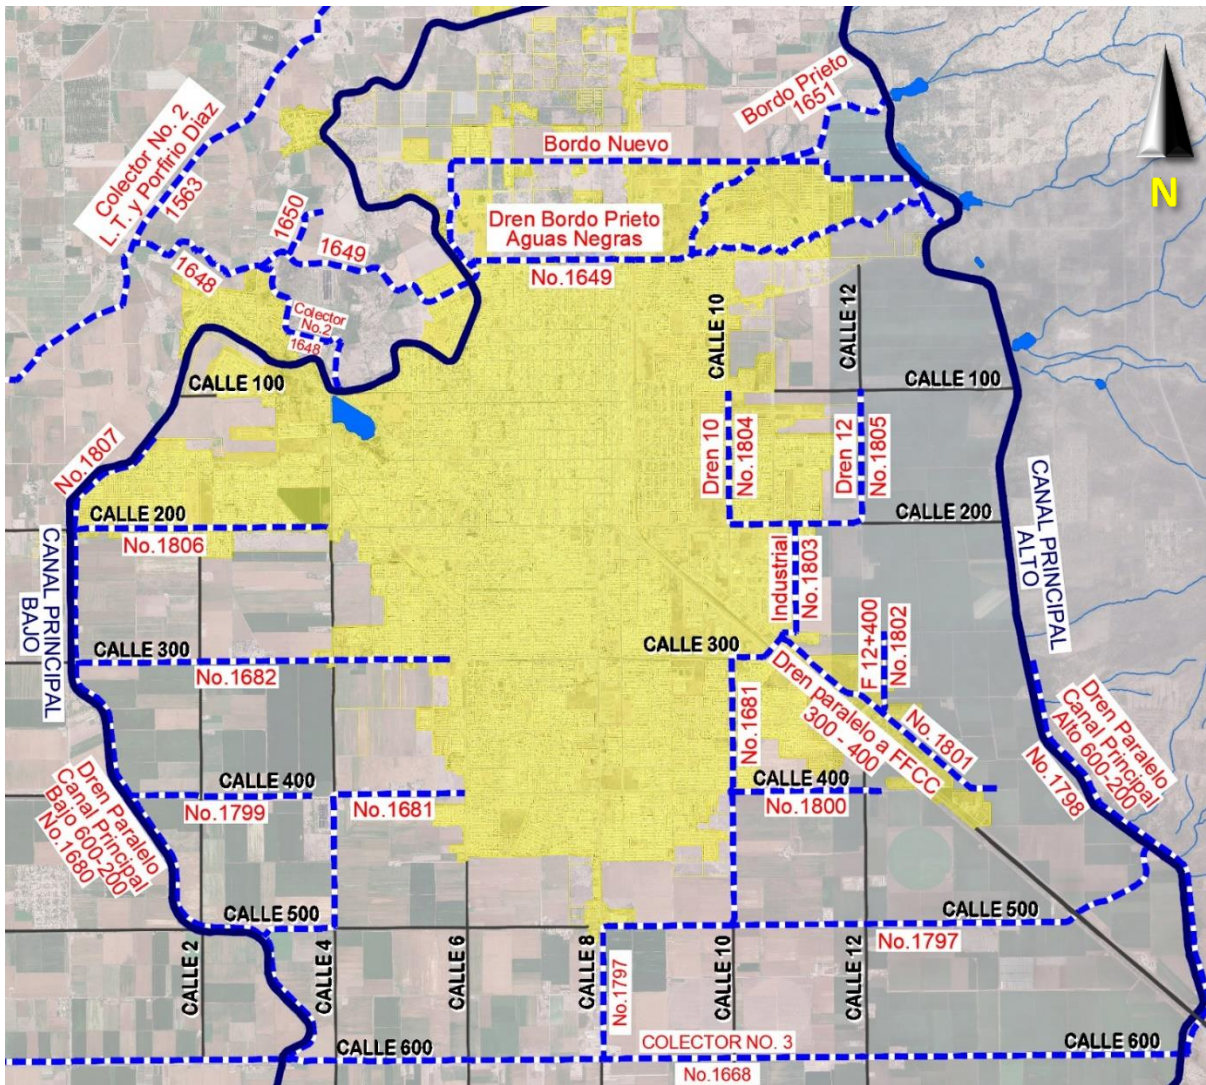 Bordo Prieto
1651
Colector No. 2
L.T. y Porfirio Diaz
1563
Bordo Nuevo
N
1650
Dren Bordo Prieto
Aguas Negras
1649
1648
No.1649
Colector
No.2
1648
CALLE 10
CALLE 12
CALLE 100
CALLE 100
Dren 10
No.1804
Dren 12
No.1805
No.1807
CANAL PRINCIPAL
ALTO
CALLE 200
CALLE 200
No.1806
CANAL PRINCIPAL
BAJO
Industrial
No.1803
CALLE 300
CALLE 300
No.1682
F 12+400
No.1802
Dren paralelo a FFCC
300 - 400
No.1681
No.1801
Dren Paralelo
Canal Principal
Alto 600-200
No.1798
CALLE 400
CALLE 400
No.1799
No.1681
No.1800
Dren Paralelo
Canal Principal
Bajo 600-200
No.1680
CALLE 500
CALLE 500
No.1797
CALLE 2
CALLE 4
CALLE 6
CALLE 8
No.1797
CALLE 10
CALLE 12
CALLE 600
COLECTOR NO. 3
CALLE 600
No.1668